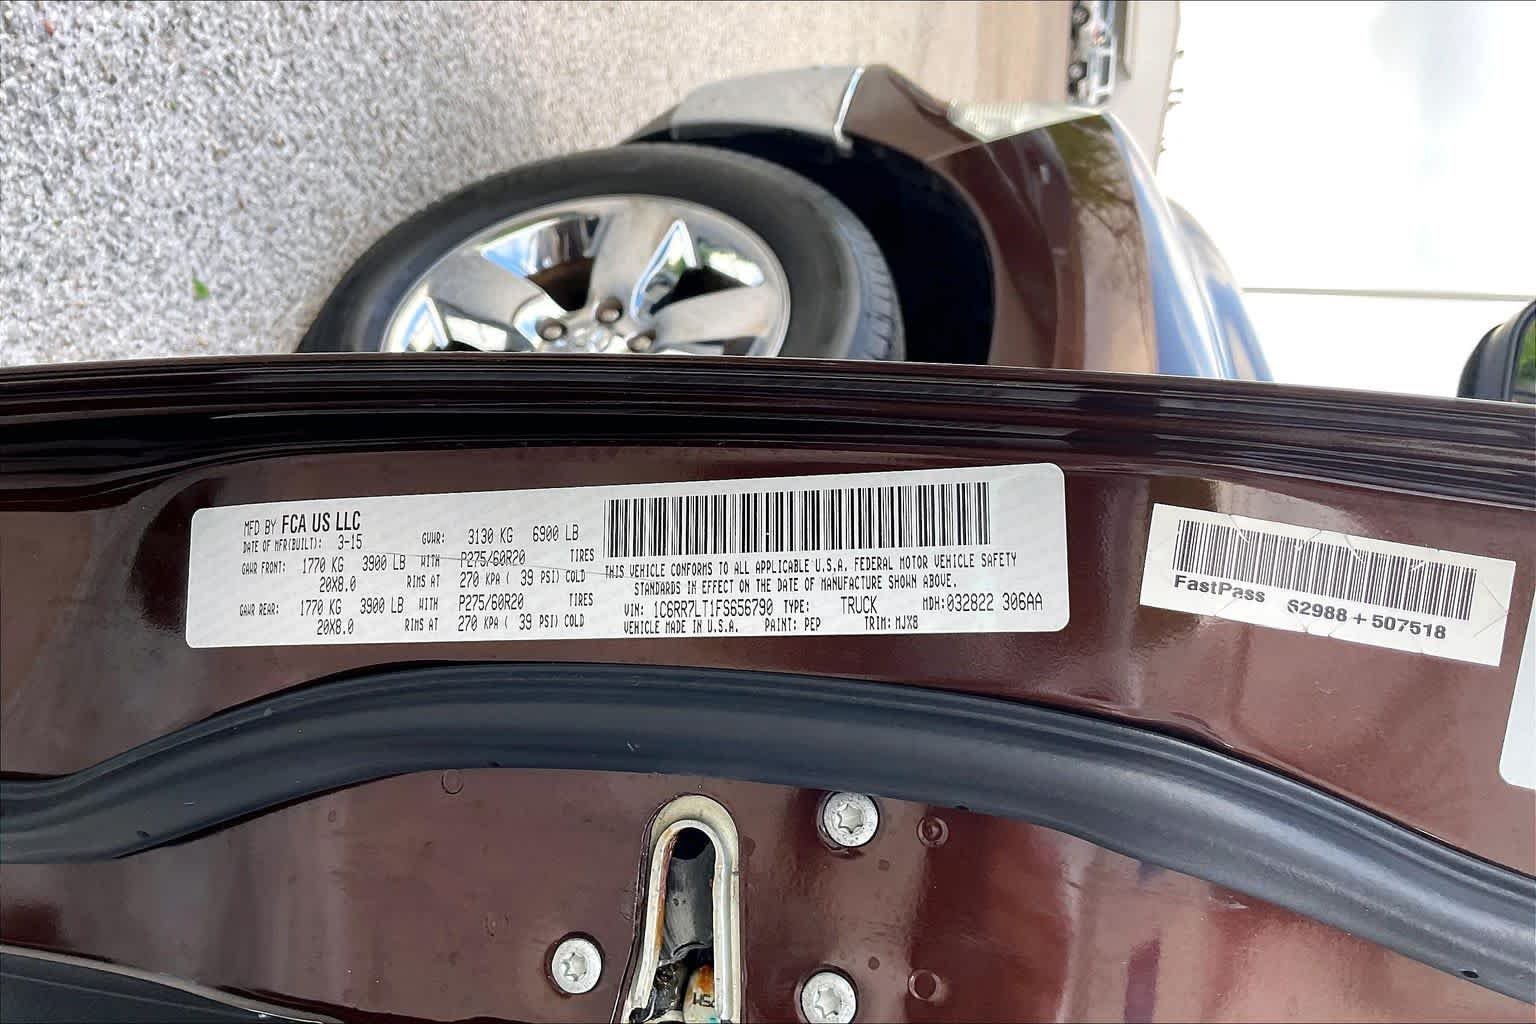 MFD BY FCA US LLC
DATE OF MFR(BUILT): 3-15 GVWR: 3130 KG 6900 LB
GAWR FRONT: 1770 KG 3900 LB WITH P275/60R20 TIRES
20X8.0 RIMS AT 270 KPA ( 39 PSI) COLD
GAWR REAR: 1770 KG 3900 LB WITH P275/60R20 TIRES
20X8.0 RIMS AT 270 KPA ( 39 PSI) COLD
THIS VEHICLE CONFORMS TO ALL APPLICABLE U.S.A. FEDERAL MOTOR VEHICLE SAFETY
STANDARDS IN EFFECT ON THE DATE OF MANUFACTURE SHOWN ABOVE.
VIN: 1C6RR7LT1FS656790 TYPE: TRUCK MDH:032822 306AA
VEHICLE MADE IN U.S.A. PAINT: PEP TRIM: MJX8
FastPass 62988 + 507518